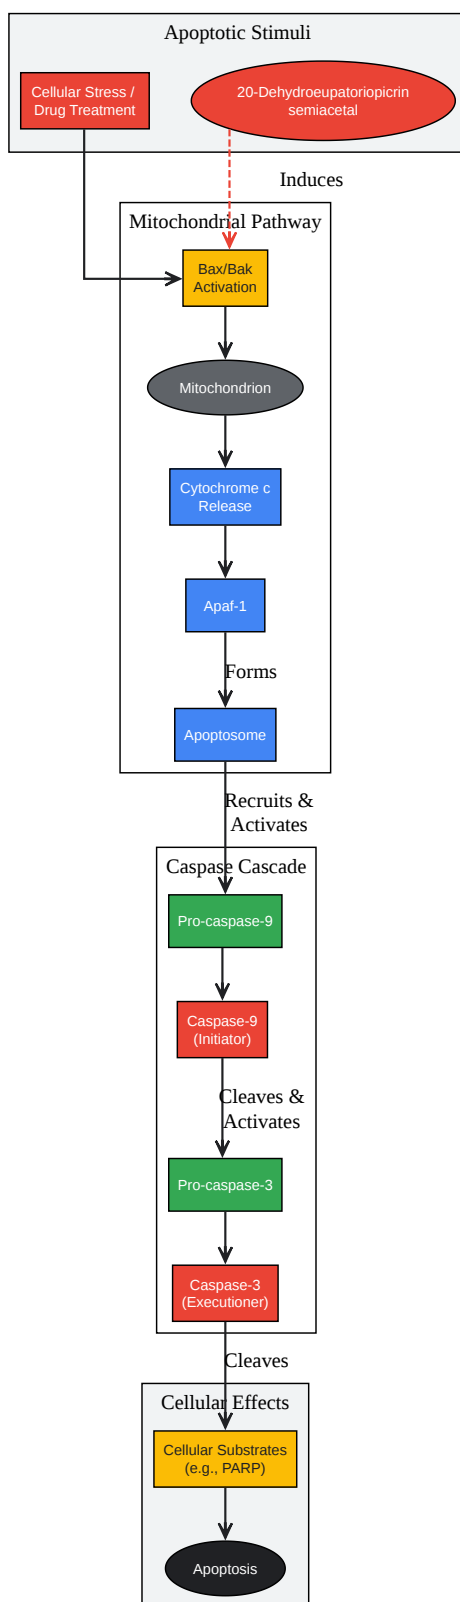 Apoptotic Stimuli
Cellular Stress /
Drug Treatment
20-Dehydroeupatoriopicrin
semiacetal
Induces
Mitochondrial Pathway
Bax/Bak
Activation
Mitochondrion
Cytochrome c
Release
Apaf-1
Forms
Apoptosome
Recruits &
Activates
Caspase Cascade
Pro-caspase-9
Caspase-9
(Initiator)
Cleaves &
Activates
Pro-caspase-3
Caspase-3
(Executioner)
Cleaves
Cellular Effects
Cellular Substrates
(e.g., PARP)
Apoptosis